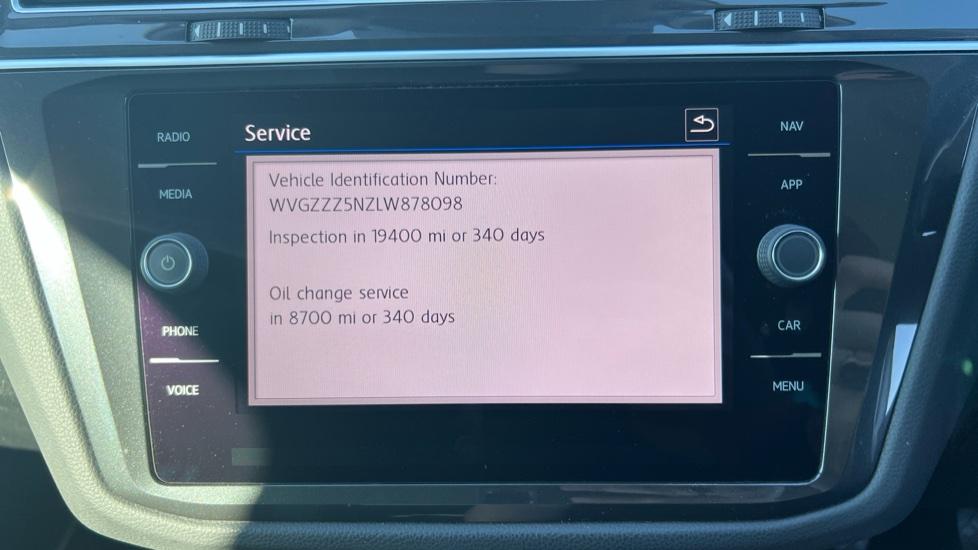 RADIO
MEDIA
PHONE
VOICE
Service
Vehicle Identification Number:
WVGZZZ5NZLW878098
Inspection in 19400 mi or 340 days
Oil change service
in 8700 mi or 340 days
NAV
APP
CAR
MENU